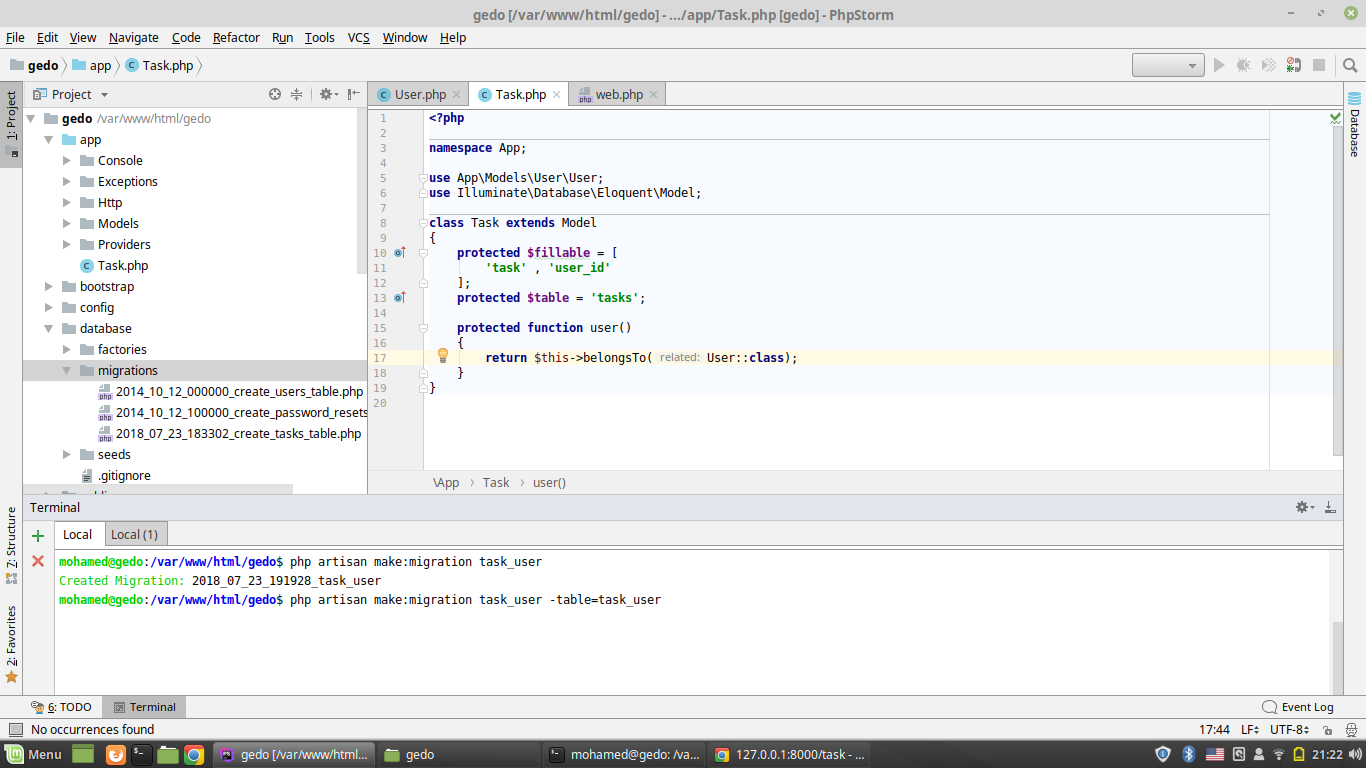 gedo [/var/www/html/gedo] - .../app/Task.php [gedo] - PhpStorm
File Edit View Navigate Code Refactor Run Tools VCS Window Help
gedo app Task.php
1: Project
Project
gedo /var/www/html/gedo
app
Console
Exceptions
Http
Models
Providers
Task.php
bootstrap
config
database
factories
migrations
2014_10_12_000000_create_users_table.php
2014_10_12_100000_create_password_resets
2018_07_23_183302_create_tasks_table.php
seeds
.gitignore
User.php Task.php web.php
1 <?php
2
3 namespace App;
4
5 use App\Models\User\User;
6 use Illuminate\Database\Eloquent\Model;
7
8 class Task extends Model
9 {
10 protected $fillable = [
11 'task' , 'user_id'
12 ];
13 protected $table = 'tasks';
14
15 protected function user()
16 {
17 return $this->belongsTo( related: User::class);
18 }
19 }
20
\App Task user()
Database
7: Structure
2: Favorites
Terminal
Local Local (1)
mohamed@gedo:/var/www/html/gedo$ php artisan make:migration task_user
Created Migration: 2018_07_23_191928_task_user
mohamed@gedo:/var/www/html/gedo$ php artisan make:migration task_user -table=task_user
6: TODO Terminal Event Log
No occurrences found 17:44 LF UTF-8
Menu gedo [/var/www/html... gedo mohamed@gedo: /va... 127.0.0.1:8000/task - ... 21:22